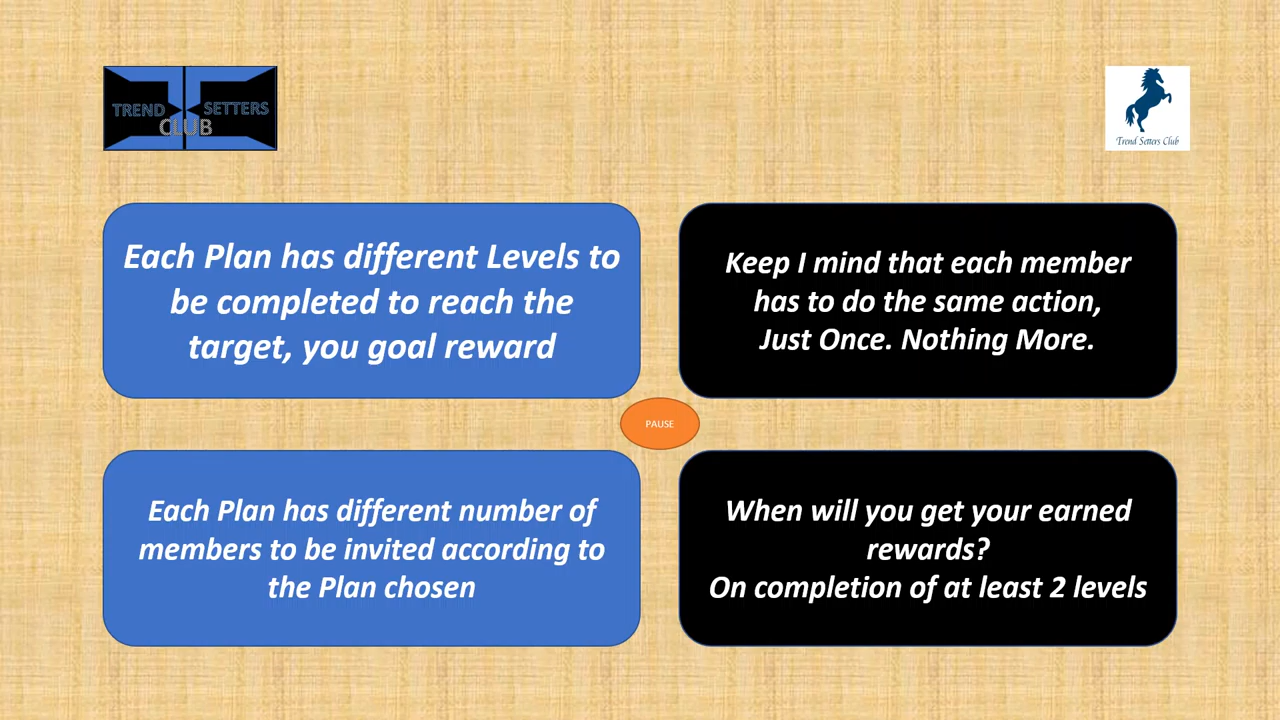 TREND SETTERS
CLUB
Trend Setters Club
Each Plan has different Levels to
be completed to reach the
target, you goal reward
Keep I mind that each member
has to do the same action,
Just Once. Nothing More.
PAUSE
Each Plan has different number of
members to be invited according to
the Plan chosen
When will you get your earned
rewards?
On completion of at least 2 levels